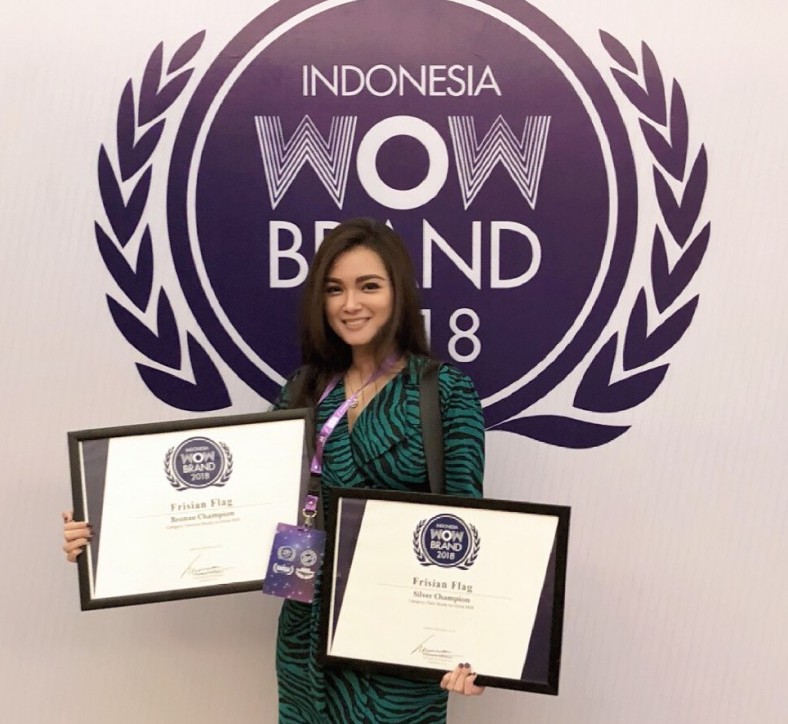 INDONESIA
WOW
BRAND
2018
INDONESIA
WOW
BRAND
2018
Frisian Flag
Bronze Champion
INDONESIA
WOW
BRAND
2018
Frisian Flag
Silver Champion